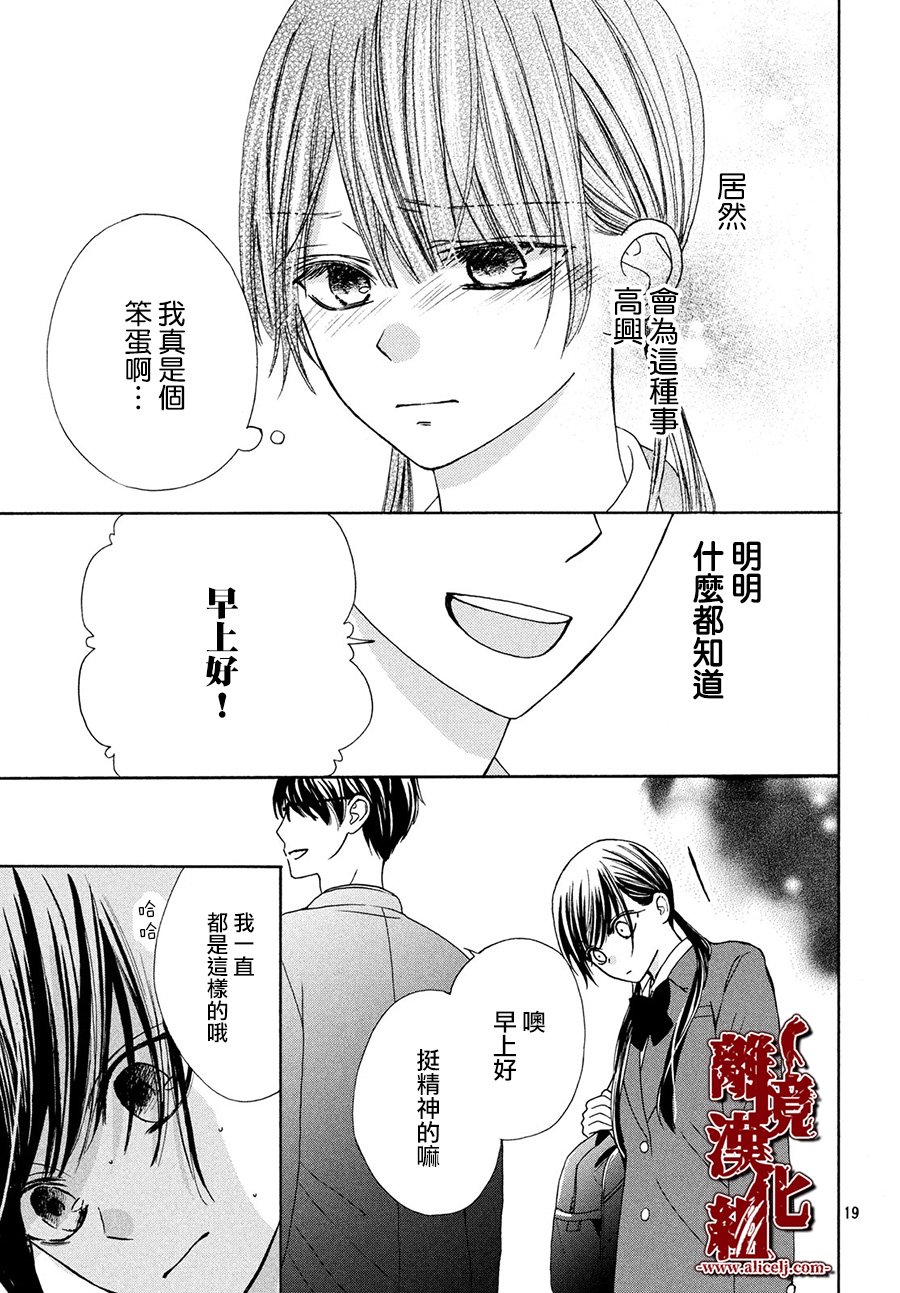 居然
會為這種事
高興
我真是個
笨蛋啊…
明明
什麼都知道
早上好！
噢
早上好
挺精神的嘛
我一直
都是這樣的哦
哈
哈
離境漢化組
-www.alicelj.com-
19